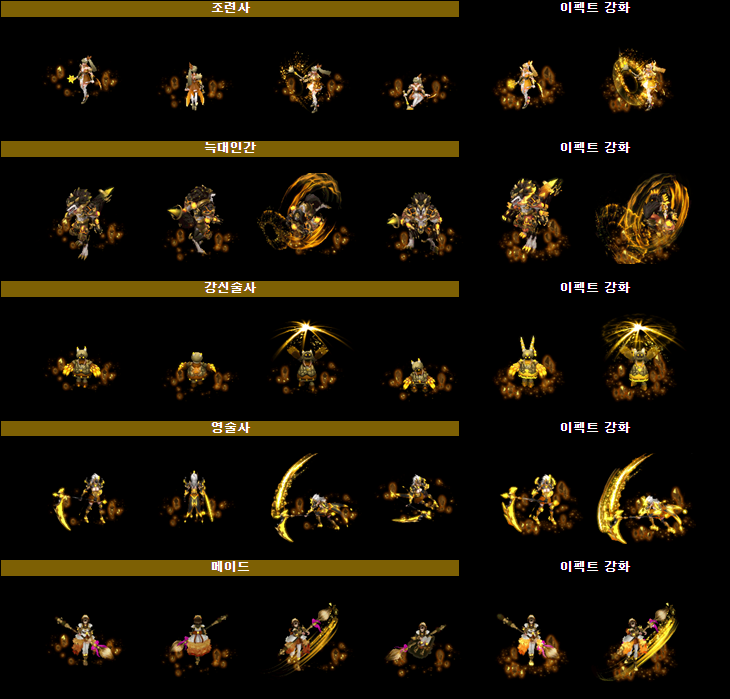 조련사 이펙트 강화
늑대인간 이펙트 강화
강신술사 이펙트 강화
영술사 이펙트 강화
메이드 이펙트 강화